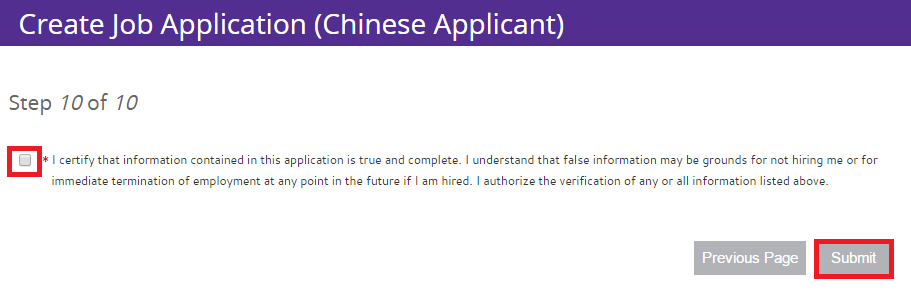 Create Job Application (Chinese Applicant)
Step 10 of 10
* I certify that information contained in this application is true and complete. I understand that false information may be grounds for not hiring me or for
immediate termination of employment at any point in the future if I am hired. I authorize the verification of any or all information listed above.
Previous Page Submit